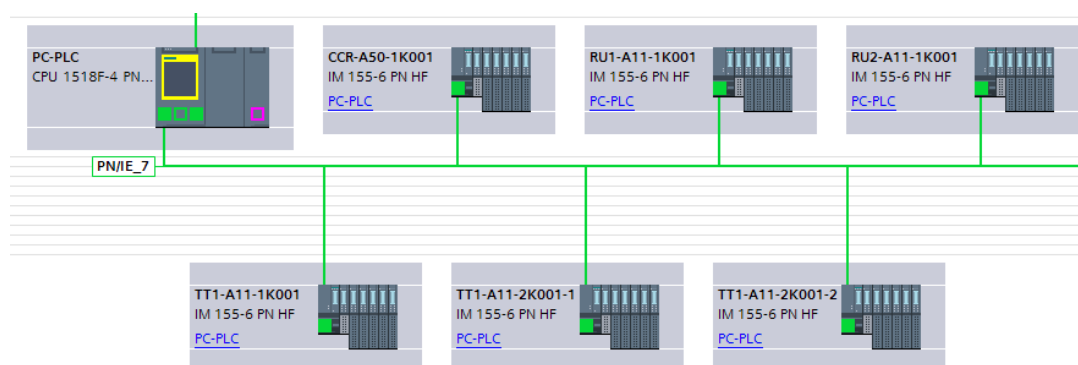 PC-PLC
CPU 1518F-4 PN...
CCR-A50-1K001
IM 155-6 PN HF
PC-PLC
RU1-A11-1K001
IM 155-6 PN HF
PC-PLC
RU2-A11-1K001
IM 155-6 PN HF
PC-PLC
PN/IE_7
TT1-A11-1K001
IM 155-6 PN HF
PC-PLC
TT1-A11-2K001-1
IM 155-6 PN HF
PC-PLC
TT1-A11-2K001-2
IM 155-6 PN HF
PC-PLC